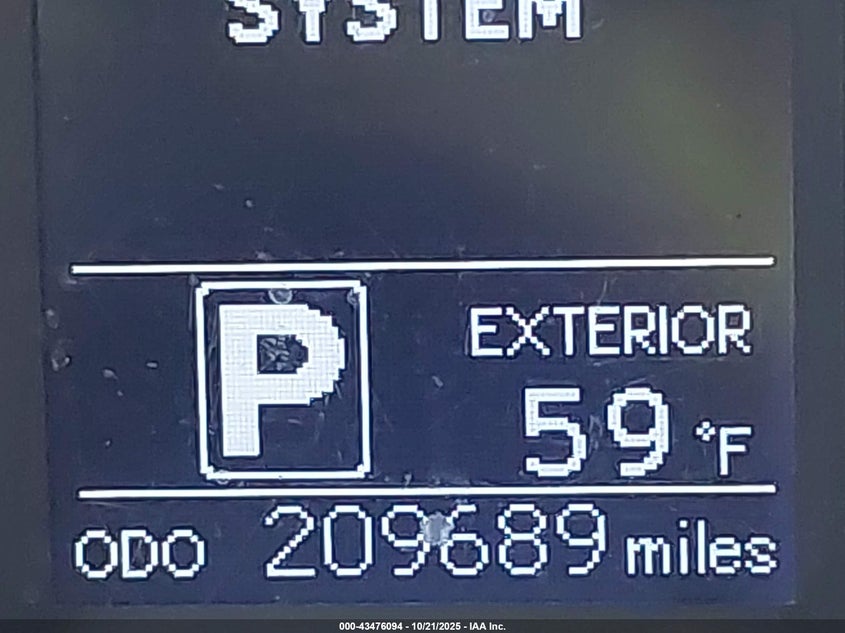 SYSTEM
P
EXTERIOR
59 °F
ODO 209689 miles
000-43476094 - 10/21/2025 - IAA Inc.